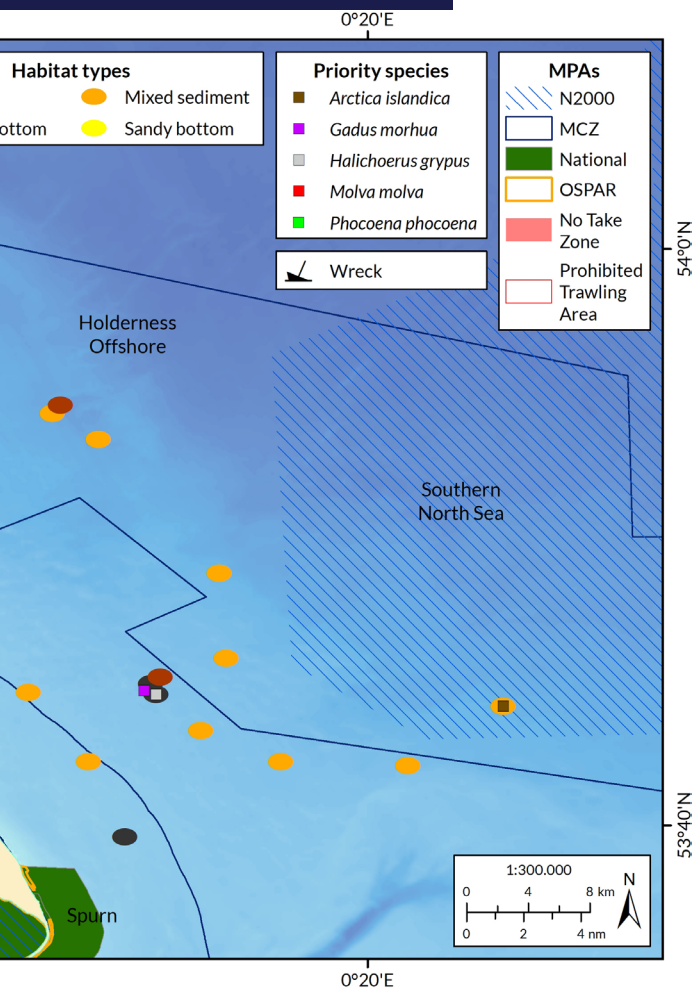 0°20'E
Habitat types
Mixed sediment
ottom
Sandy bottom
Priority species
Arctica islandica
Gadus morhua
Halichoerus grypus
Molva molva
Phocoena phocoena
Wreck
MPAs
N2000
MCZ
National
OSPAR
No Take
Zone
Prohibited
Trawling
Area
54°0'N
Holderness
Offshore
Southern
North Sea
53°40'N
Spurn
1:300.000
0 4 8 km
0 2 4 nm
N
0°20'E